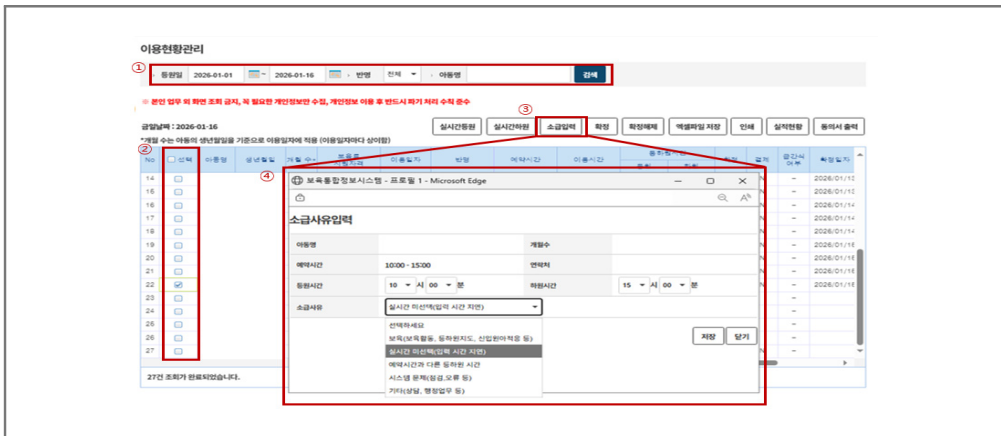 이용현황관리
①
· 등원일 2026-01-01 ~ 2026-01-16 · 반명 전체 · 아동명 검색
※ 본인 업무 외 화면 조회 금지, 꼭 필요한 개인정보만 수집, 개인정보 이용 후 반드시 파기 처리 수칙 준수
③
금일날짜 : 2026-01-16
실시간등원 실시간하원 소급입력 확정 확정해제 엑셀파일 저장 인쇄 실적현황 동의서 출력
*개월 수는 아동의 생년월일을 기준으로 이용일자에 적용 (이용일자마다 상이함)
②
No 선택 아동명 생년월일 개월 수 이용일자 반명 예약시간 이용시간 급간식 여부 확정일자
④
14 - 2026/01/13
15 - 2026/01/13
16 - 2026/01/14
17 - 2026/01/14
18 - 2026/01/14
19 - 2026/01/16
20 - 2026/01/16
21 - 2026/01/16
22 - 2026/01/16
23 -
24 -
25 -
26 -
27 -
보육통합정보시스템 - 프로필 1 - Microsoft Edge
소급사유입력
아동명 개월수
예약시간 10:00 - 15:00 연락처
등원시간 10 시 00 분 하원시간 15 시 00 분
소급사유 실시간 미선택(입력 시간 지연)
선택하세요
보육(보육활동, 등하원지도, 신입원아적응 등)
실시간 미선택(입력 시간 지연)
예약시간과 다른 등하원 시간
시스템 문제(점검,오류 등)
기타(상담, 행정업무 등)
저장 닫기
27건 조회가 완료되었습니다.